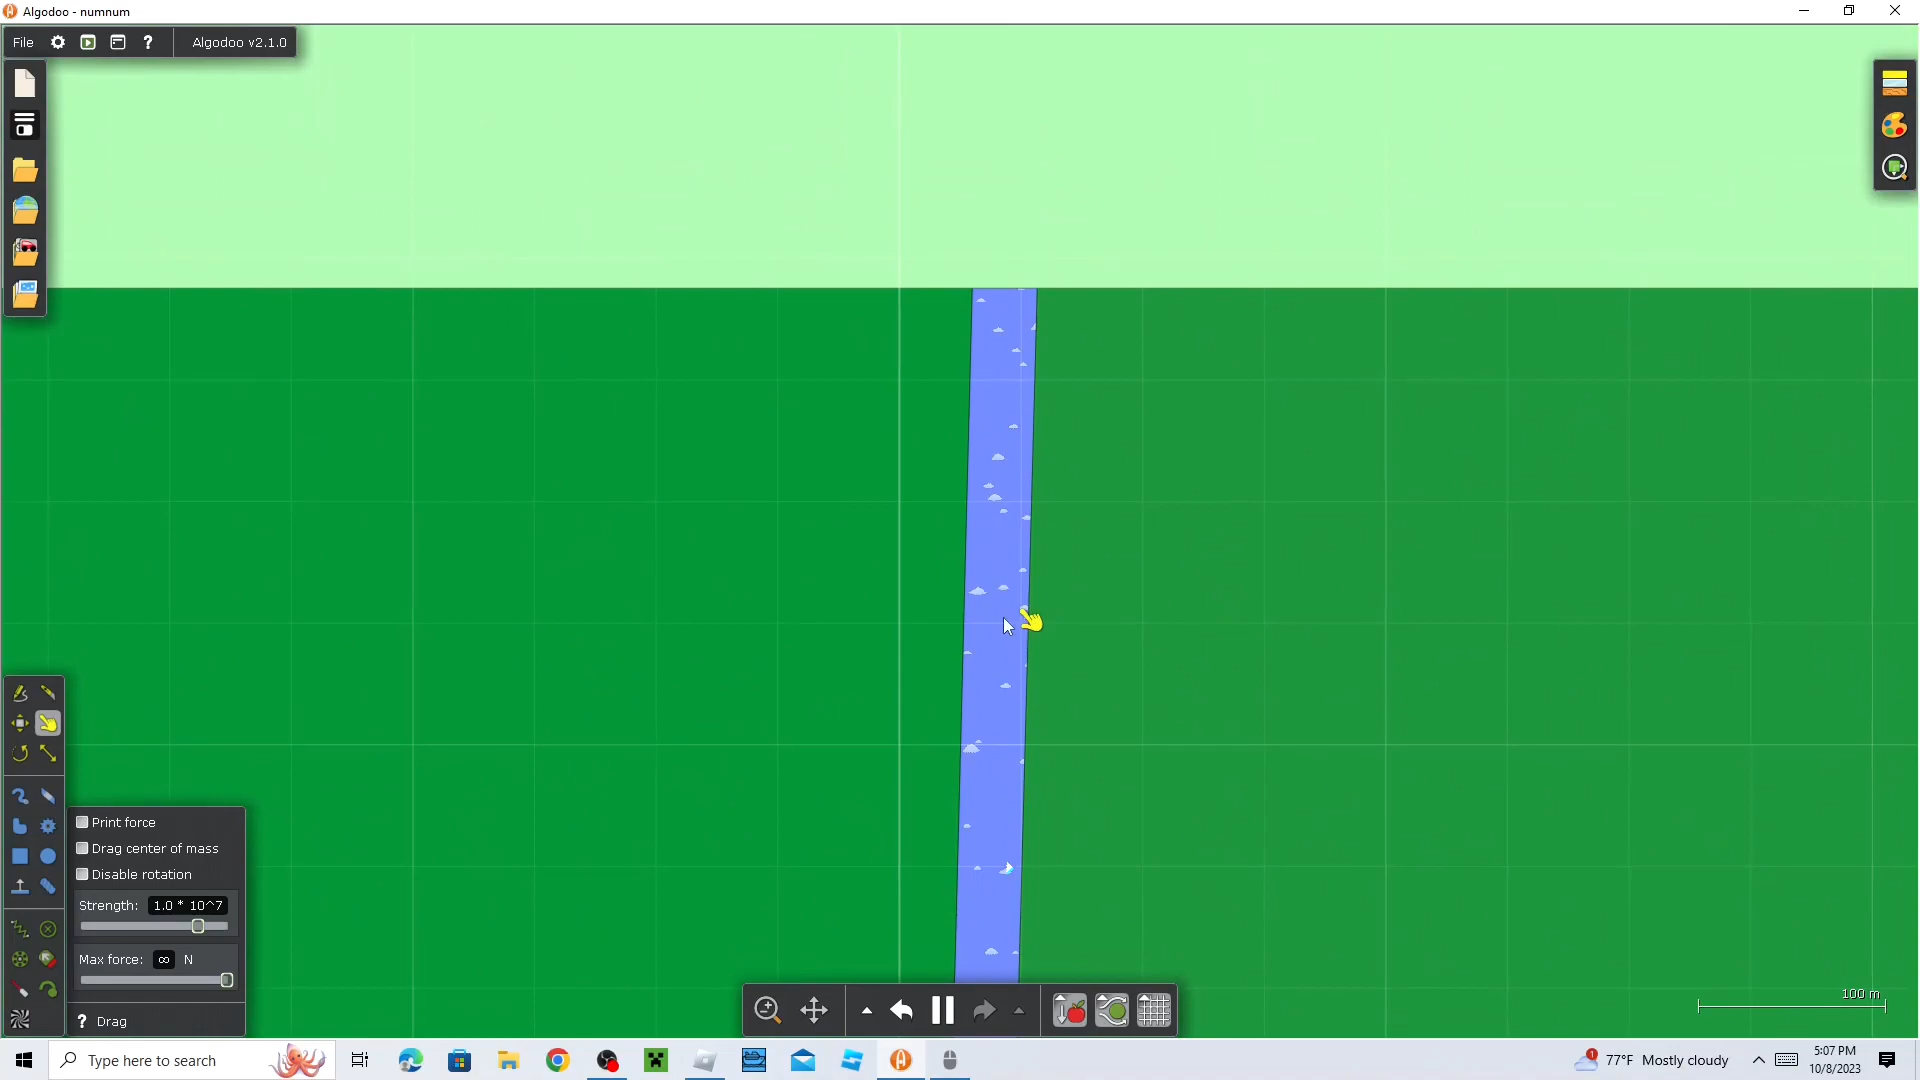 Algodoo - numnum
File
?
Algodoo v2.1.0
Print force
Drag center of mass
Disable rotation
Strength: 1.0 * 10^7
Max force: ∞ N
? Drag
100 m
Type here to search
1
77°F Mostly cloudy
5:07 PM
10/8/2023